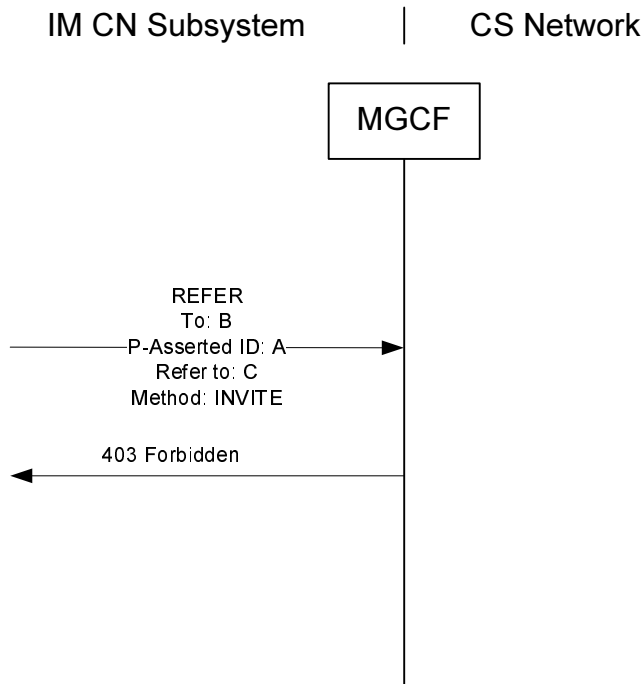 IM CN Subsystem | CS Network
MGCF
REFER
To: B
P-Asserted ID: A
Refer to: C
Method: INVITE
403 Forbidden